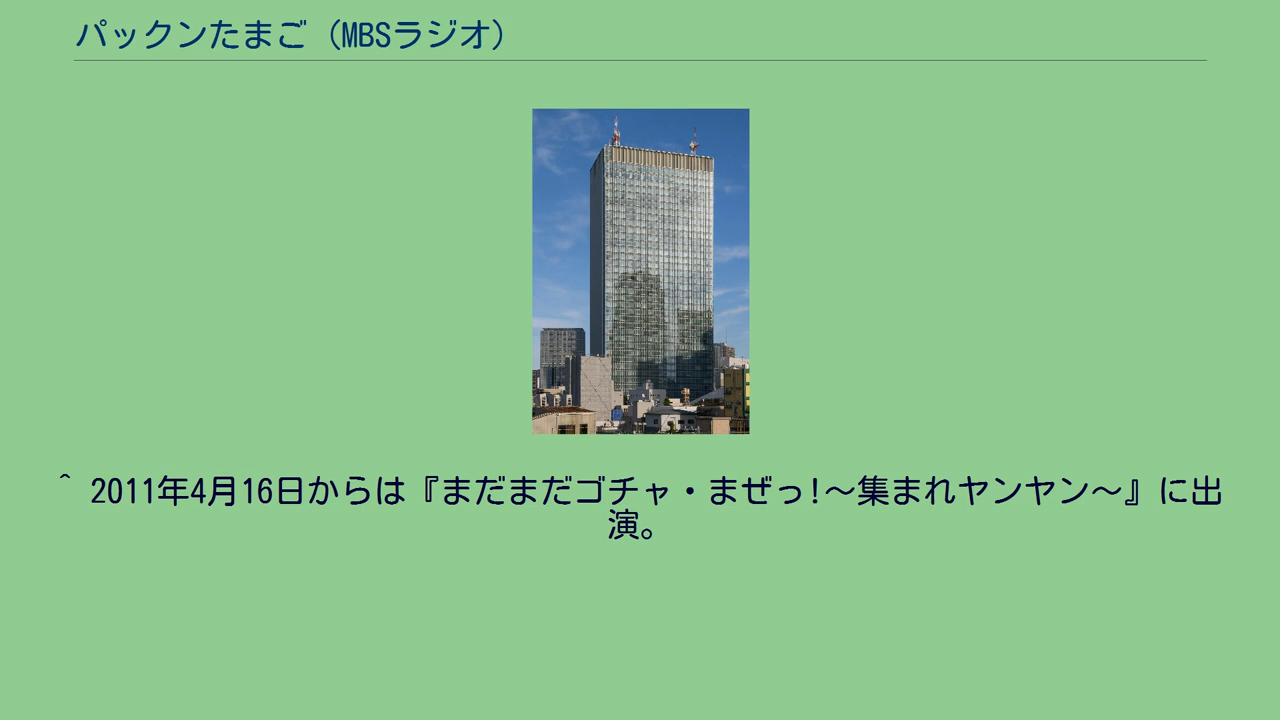 パックンたまご（MBSラジオ）
^ 2011年4月16日からは『まだまだゴチャ・まぜっ!〜集まれヤンヤン〜』に出
演。